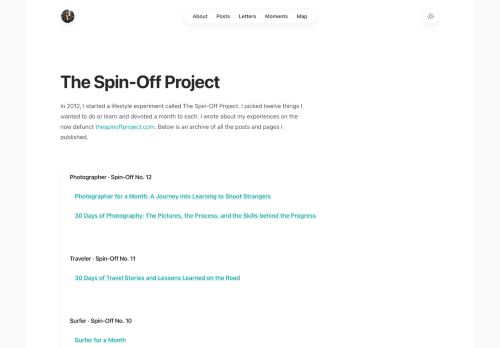 About Posts Letters Moments Map
The Spin-Off Project
In 2012, I started a lifestyle experiment called The Spin-Off Project. I picked twelve things I
wanted to do or learn and devoted a month to each. I wrote about my experiences on the
now defunct thespinoffproject.com. Below is an archive of all the posts and pages I
published.
Photographer · Spin-Off No. 12
Photographer for a Month: A Journey into Learning to Shoot Strangers
30 Days of Photography: The Pictures, the Process, and the Skills behind the Progress
Traveler · Spin-Off No. 11
30 Days of Travel Stories and Lessons Learned on the Road
Surfer · Spin-Off No. 10
Surfer for a Month